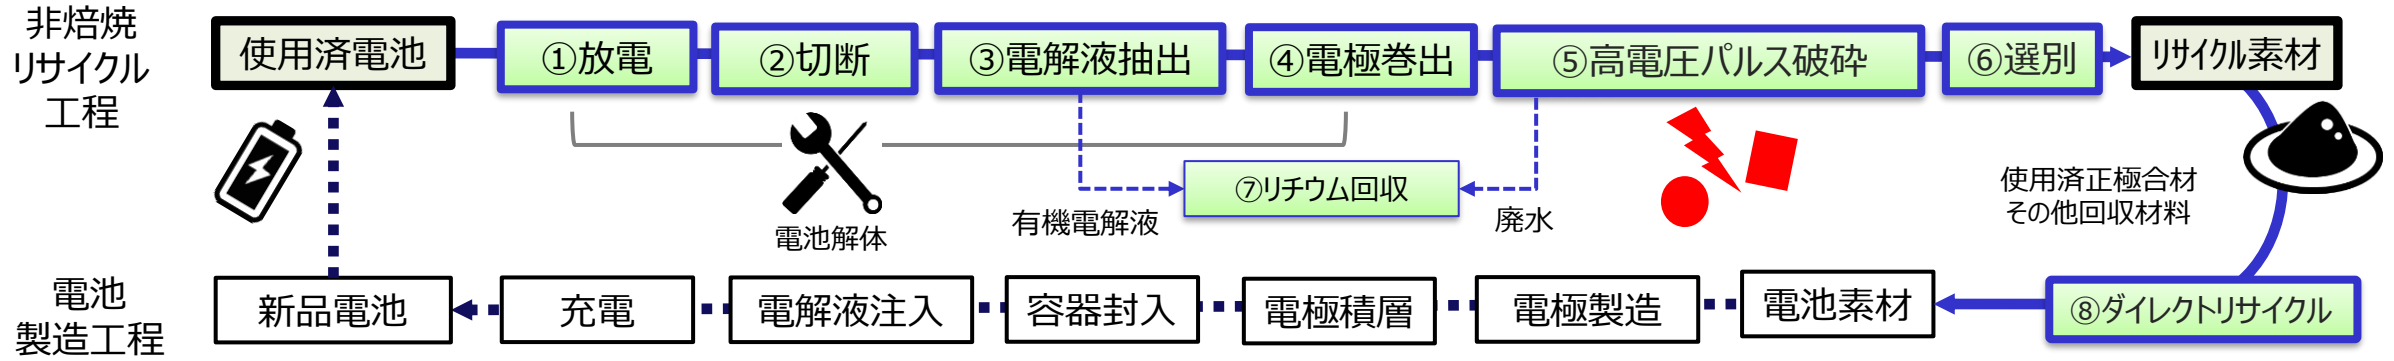 非焙焼
リサイクル
工程
使用済電池
①放電
②切断
③電解液抽出
④電極巻出
⑤高電圧パルス破砕
⑥選別
リサイクル素材
電池解体
有機電解液
⑦リチウム回収
廃水
使用済正極合材
その他回収材料
電池
製造工程
新品電池
充電
電解液注入
容器封入
電極積層
電極製造
電池素材
⑧ダイレクトリサイクル